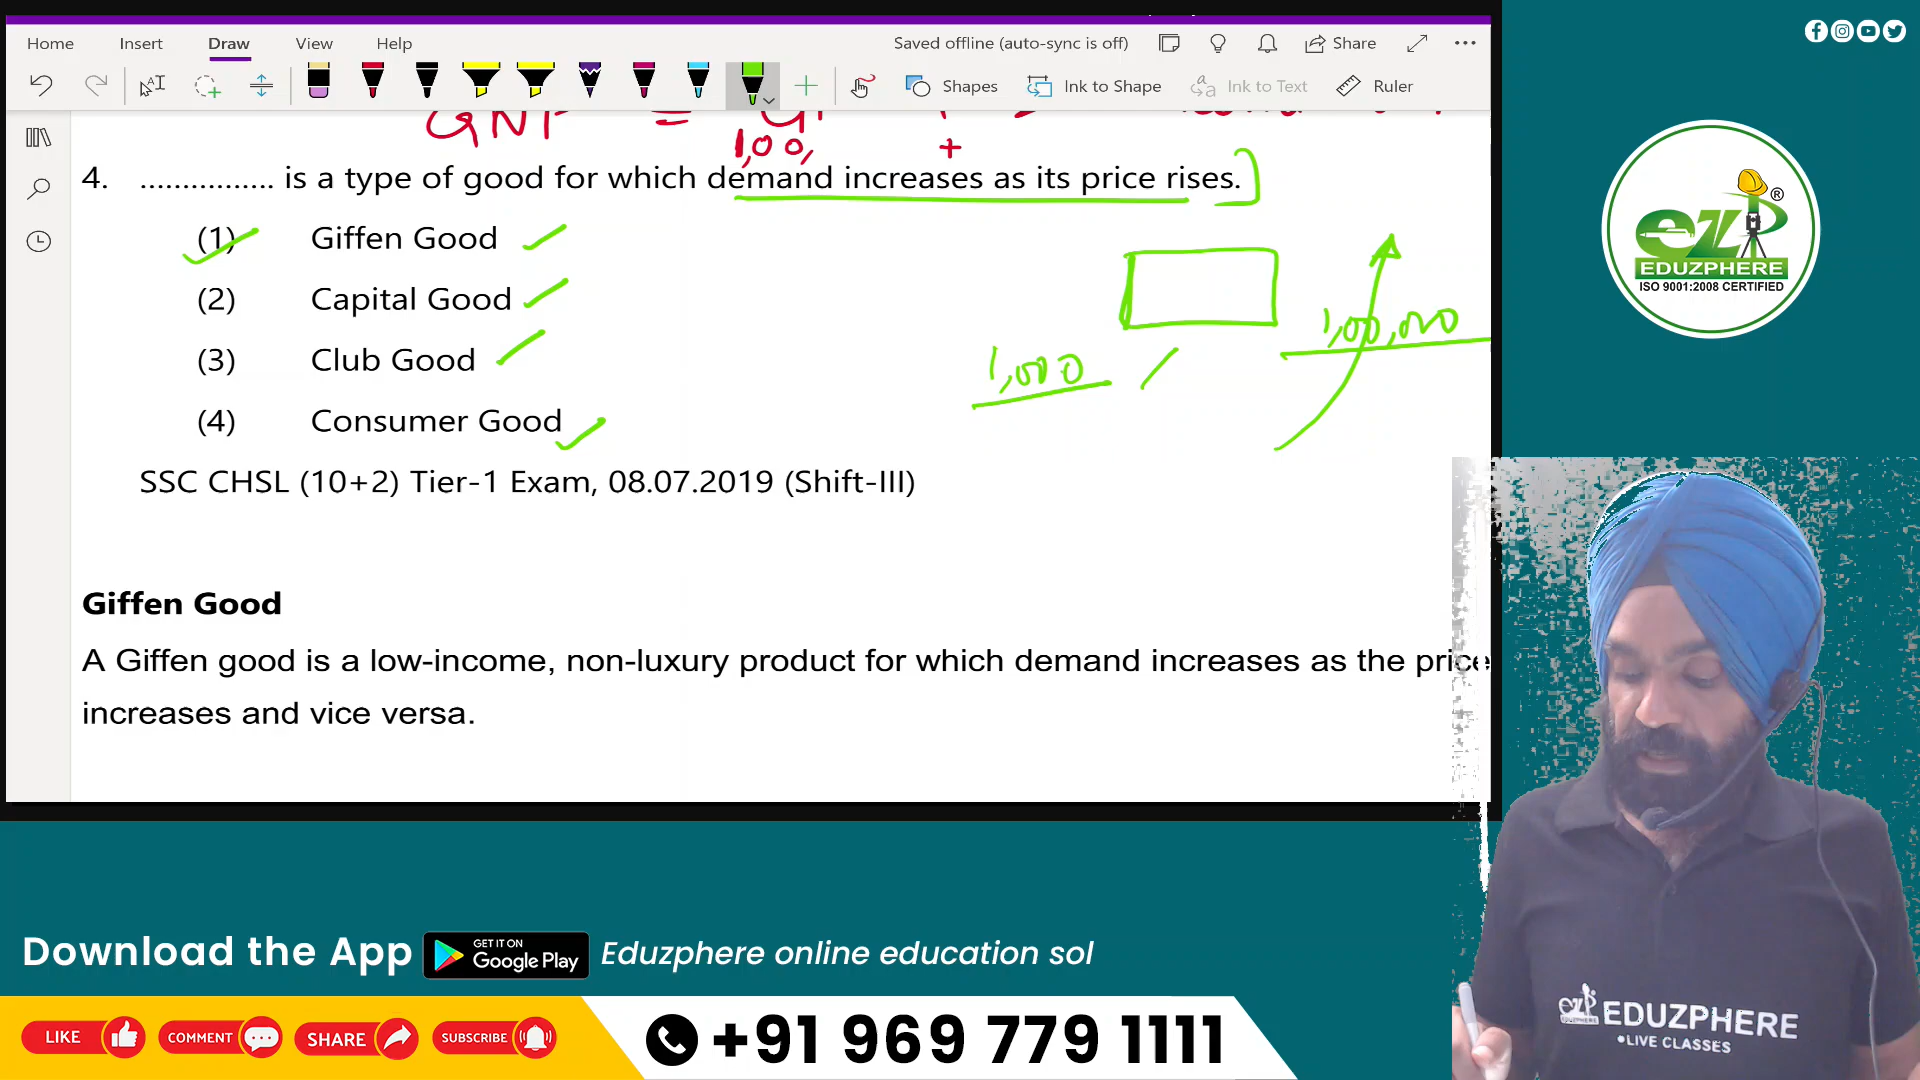 Home Insert Draw View Help Saved offline (auto-sync is off) Share
Shapes Ink to Shape Ink to Text Ruler
GNP =
1,00, +
4. ................ is a type of good for which demand increases as its price rises.
(1) Giffen Good
(2) Capital Good
(3) Club Good
(4) Consumer Good
1,000
1,00,000
SSC CHSL (10+2) Tier-1 Exam, 08.07.2019 (Shift-III)
Giffen Good
A Giffen good is a low-income, non-luxury product for which demand increases as the price
increases and vice versa.
ezp ®
EDUZPHERE
ISO 9001:2008 CERTIFIED
EDUZPHERE
•LIVE CLASSES
Download the App GET IT ON Google Play Eduzphere online education sol
LIKE COMMENT SHARE SUBSCRIBE +91 969 779 1111